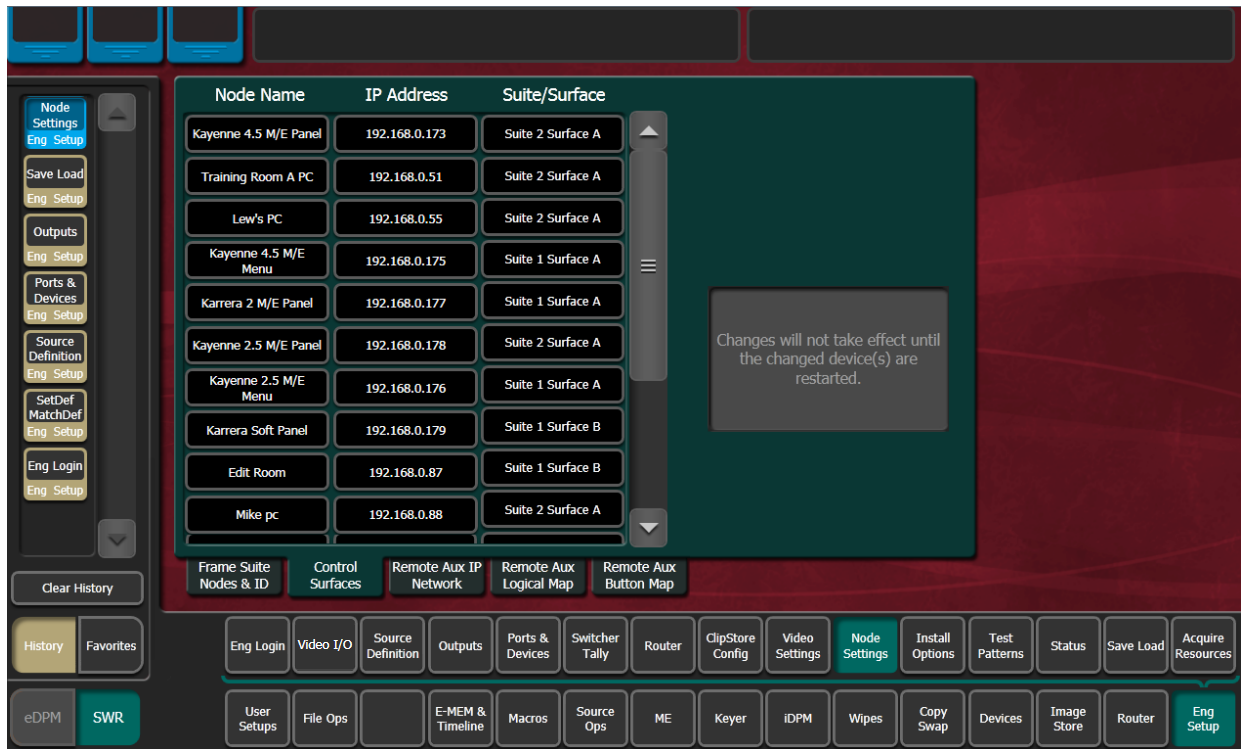 Node Name IP Address Suite/Surface
Node
Settings
Eng Setup
Save Load
Eng Setup
Outputs
Eng Setup
Ports &
Devices
Eng Setup
Source
Definition
Eng Setup
SetDef
MatchDef
Eng Setup
Eng Login
Eng Setup
Clear History
History Favorites
eDPM SWR
Kayenne 4.5 M/E Panel 192.168.0.173 Suite 2 Surface A
Training Room A PC 192.168.0.51 Suite 2 Surface A
Lew's PC 192.168.0.55 Suite 2 Surface A
Kayenne 4.5 M/E
Menu
192.168.0.175 Suite 1 Surface A
Karrera 2 M/E Panel 192.168.0.177 Suite 1 Surface A
Kayenne 2.5 M/E Panel 192.168.0.178 Suite 2 Surface A
Kayenne 2.5 M/E
Menu
192.168.0.176 Suite 1 Surface A
Karrera Soft Panel 192.168.0.179 Suite 1 Surface B
Edit Room 192.168.0.87 Suite 1 Surface B
Mike pc 192.168.0.88 Suite 2 Surface A
Changes will not take effect until
the changed device(s) are
restarted.
Frame Suite
Nodes & ID
Control
Surfaces
Remote Aux IP
Network
Remote Aux
Logical Map
Remote Aux
Button Map
Eng Login
Video I/O
Source
Definition
Outputs
Ports &
Devices
Switcher
Tally
Router
ClipStore
Config
Video
Settings
Node
Settings
Install
Options
Test
Patterns
Status
Save Load
Acquire
Resources
User
Setups
File Ops
E-MEM &
Timeline
Macros
Source
Ops
ME
Keyer
iDPM
Wipes
Copy
Swap
Devices
Image
Store
Router
Eng
Setup